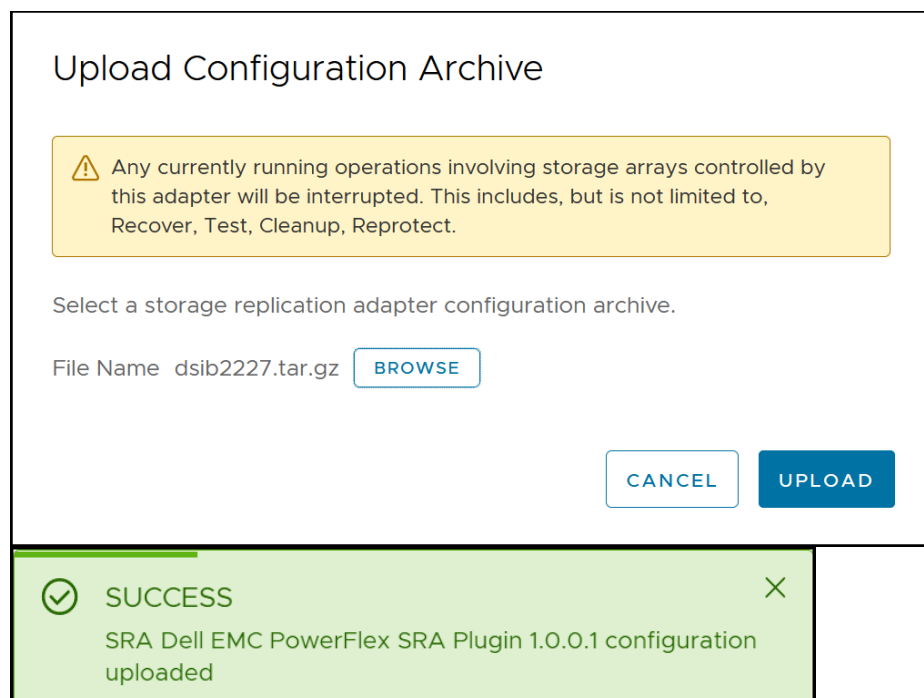 Upload Configuration Archive
Any currently running operations involving storage arrays controlled by
this adapter will be interrupted. This includes, but is not limited to,
Recover, Test, Cleanup, Reprotect.
Select a storage replication adapter configuration archive.
File Name dsib2227.tar.gz BROWSE
CANCEL UPLOAD
SUCCESS
SRA Dell EMC PowerFlex SRA Plugin 1.0.0.1 configuration
uploaded